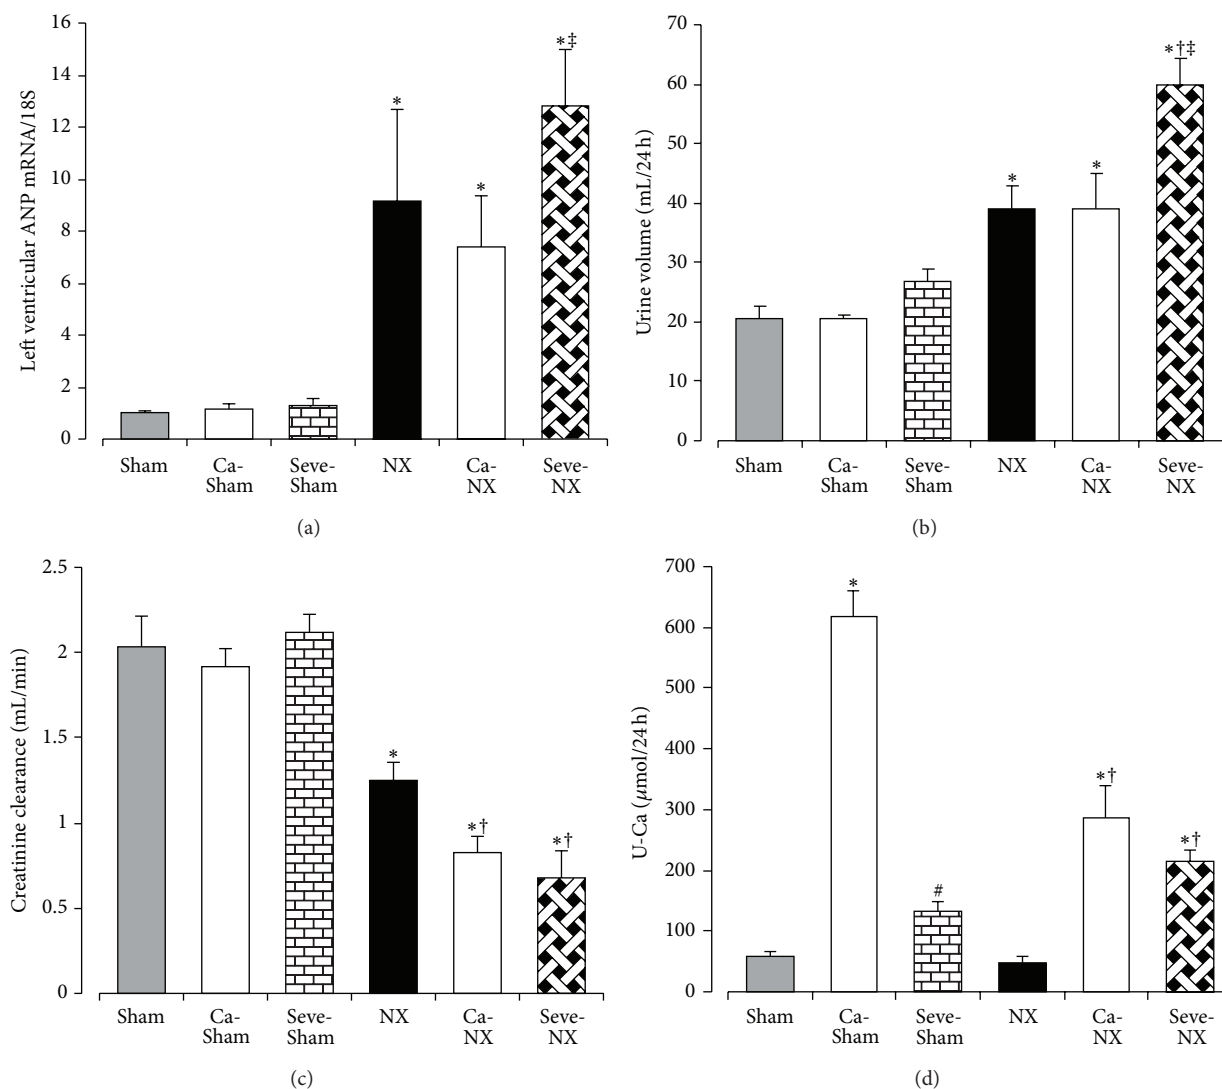 16
14
12
10
8
6
4
2
0
Left ventricular ANP mRNA/18S
*
*
*‡
Sham
Ca-
Sham
Seve-
Sham
NX
Ca-
NX
Seve-
NX
(a)
70
60
50
40
30
20
10
0
Urine volume (mL/24 h)
*
*
*†‡
Sham
Ca-
Sham
Seve-
Sham
NX
Ca-
NX
Seve-
NX
(b)
2.5
2
1.5
1
0.5
0
Creatinine clearance (mL/min)
*
*†
*†
Sham
Ca-
Sham
Seve-
Sham
NX
Ca-
NX
Seve-
NX
(c)
700
600
500
400
300
200
100
0
U-Ca (μmol/24 h)
*
#
*†
*†
Sham
Ca-
Sham
Seve-
Sham
NX
Ca-
NX
Seve-
NX
(d)